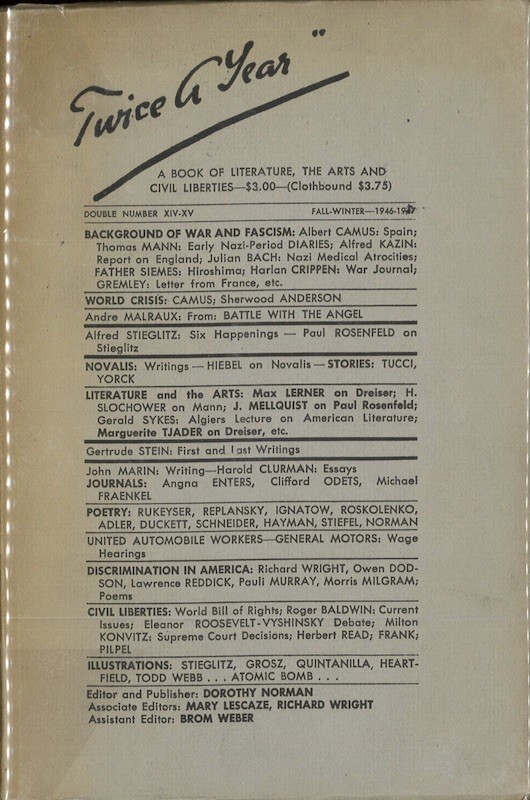 Twice A Year"
A BOOK OF LITERATURE, THE ARTS AND
CIVIL LIBERTIES—$3.00—(Clothbound $3.75)
DOUBLE NUMBER XIV-XV FALL-WINTER—1946-1947
BACKGROUND OF WAR AND FASCISM: Albert CAMUS: Spain;
Thomas MANN: Early Nazi-Period DIARIES; Alfred KAZIN:
Report on England; Julian BACH: Nazi Medical Atrocities;
FATHER SIEMES: Hiroshima; Harlan CRIPPEN: War Journal;
GREMLEY: Letter from France, etc.
WORLD CRISIS: CAMUS; Sherwood ANDERSON
Andre MALRAUX: From: BATTLE WITH THE ANGEL
Alfred STIEGLITZ: Six Happenings — Paul ROSENFELD on
Stieglitz
NOVALIS: Writings — HIEBEL on Novalis — STORIES: TUCCI,
YORCK
LITERATURE and the ARTS: Max LERNER on Dreiser; H.
SLOCHOWER on Mann; J. MELLQUIST on Paul Rosenfeld;
Gerald SYKES: Algiers Lecture on American Literature;
Marguerite TJADER on Dreiser, etc.
Gertrude STEIN: First and Last Writings
John MARIN: Writing—Harold CLURMAN: Essays
JOURNALS: Angna ENTERS, Clifford ODETS, Michael
FRAENKEL
POETRY: RUKEYSER, REPLANSKY, IGNATOW, ROSKOLENKO,
ADLER, DUCKETT, SCHNEIDER, HAYMAN, STIEFEL, NORMAN
UNITED AUTOMOBILE WORKERS—GENERAL MOTORS: Wage
Hearings
DISCRIMINATION IN AMERICA: Richard WRIGHT, Owen DOD-
SON, Lawrence REDDICK, Pauli MURRAY, Morris MILGRAM;
Poems
CIVIL LIBERTIES: World Bill of Rights; Roger BALDWIN: Current
Issues; Eleanor ROOSEVELT-VYSHINSKY Debate; Milton
KONVITZ: Supreme Court Decisions; Herbert READ; FRANK;
PILPEL
ILLUSTRATIONS: STIEGLITZ, GROSZ, QUINTANILLA, HEART-
FIELD, TODD WEBB . . . ATOMIC BOMB . . .
Editor and Publisher: DOROTHY NORMAN
Associate Editors: MARY LESCAZE, RICHARD WRIGHT
Assistant Editor: BROM WEBER